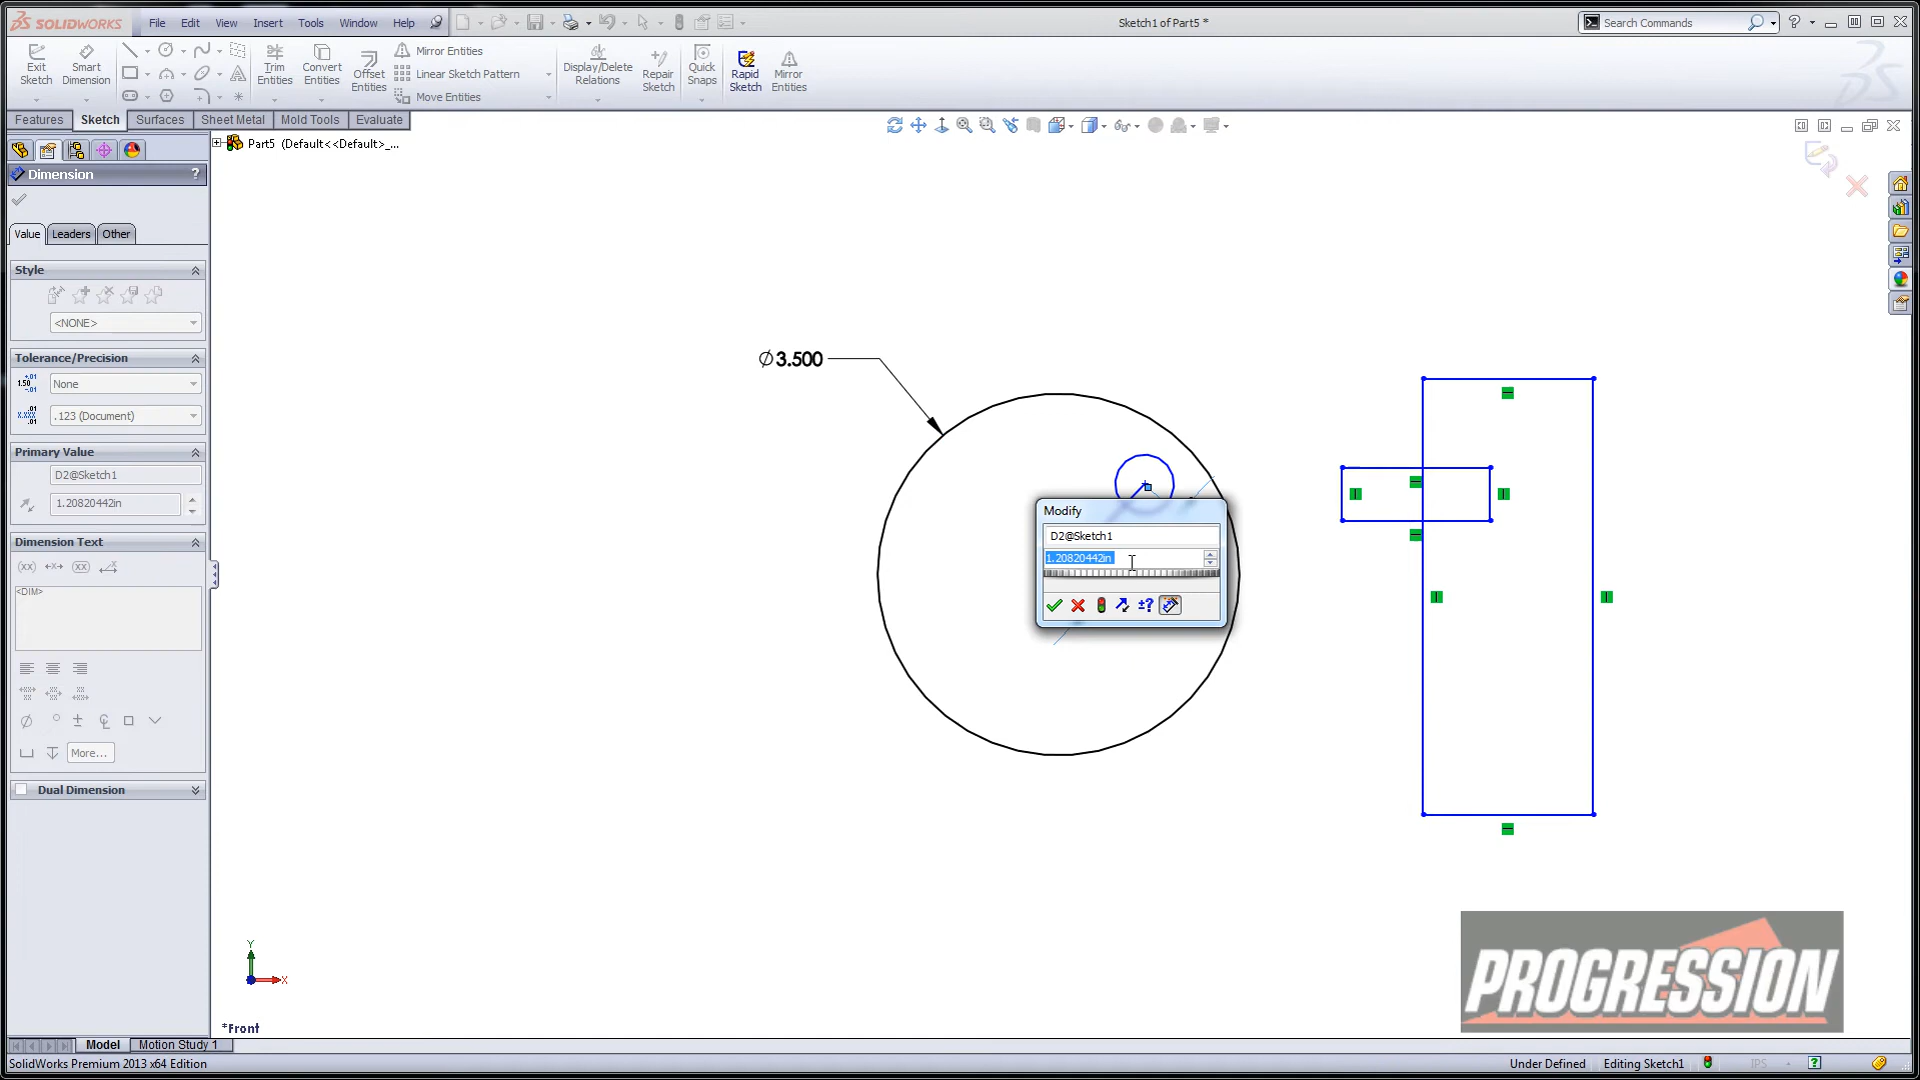 SOLIDWORKS File Edit View Insert Tools Window Help Sketch1 of Part5 * Search Commands
Exit Sketch
Smart Dimension
Trim Entities
Convert Entities
Offset Entities
Mirror Entities
Linear Sketch Pattern
Move Entities
Display/Delete Relations
Repair Sketch
Quick Snaps
Rapid Sketch
Mirror Entities
Features Sketch Surfaces Sheet Metal Mold Tools Evaluate
Part5 (Default<<Default>_...
Dimension ?
Value Leaders Other
Style
<NONE>
Tolerance/Precision
None
.123 (Document)
Primary Value
D2@Sketch1
1.20820442in
Dimension Text
<DIM>
More...
Dual Dimension
Ø3.500
Modify
D2@Sketch1
1.20820442in
±?
Y
X
*Front
PROGRESSION
Model Motion Study 1
SolidWorks Premium 2013 x64 Edition Under Defined Editing Sketch1 IPS